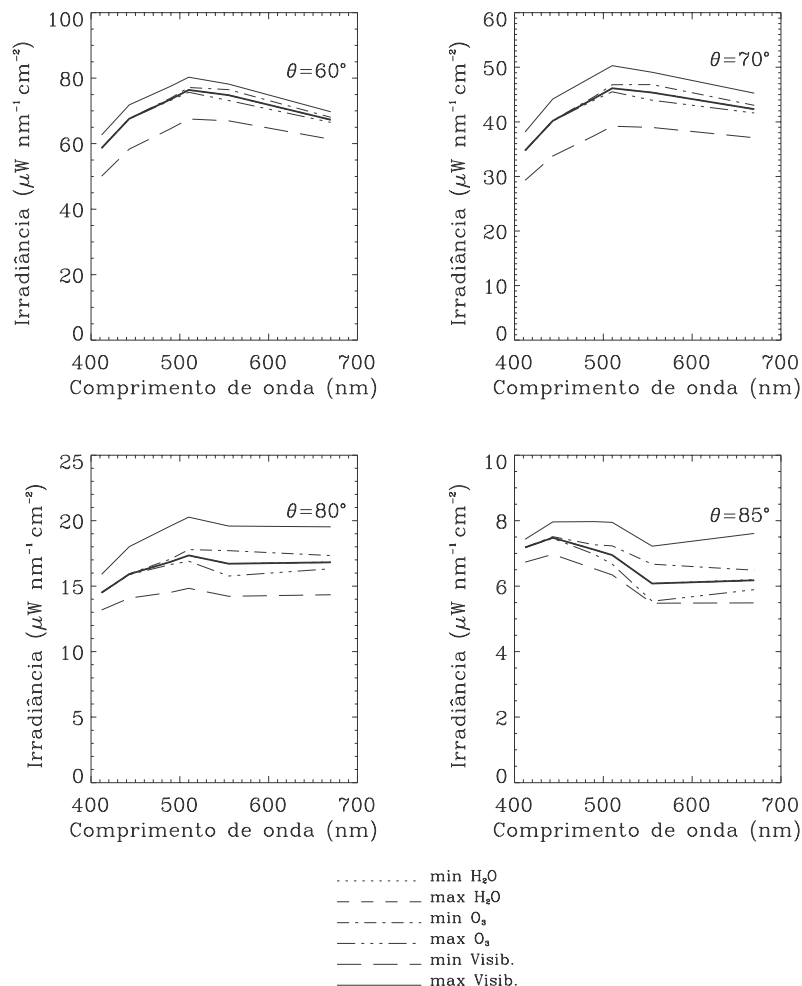 100
80
60
40
20
0
Irradiância (μW nm⁻¹ cm⁻²)
θ=60°
400 500 600 700
Comprimento de onda (nm)
60
50
40
30
20
10
0
Irradiância (μW nm⁻¹ cm⁻²)
θ=70°
400 500 600 700
Comprimento de onda (nm)
25
20
15
10
5
0
Irradiância (μW nm⁻¹ cm⁻²)
θ=80°
400 500 600 700
Comprimento de onda (nm)
10
8
6
4
2
0
Irradiância (μW nm⁻¹ cm⁻²)
θ=85°
400 500 600 700
Comprimento de onda (nm)
min H₂O
max H₂O
min O₃
max O₃
min Visib.
max Visib.